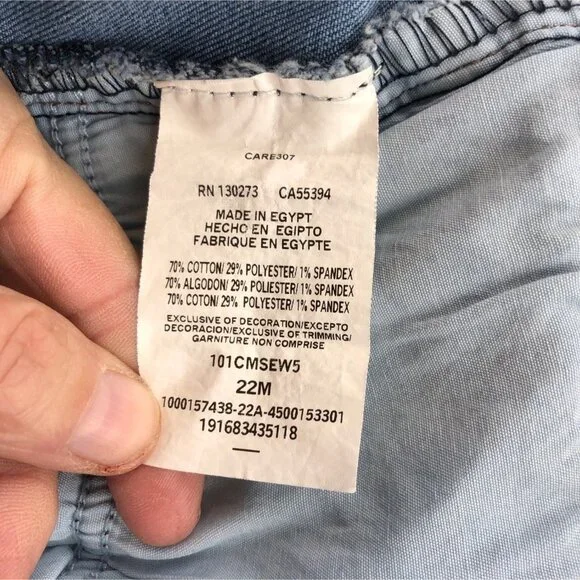 CARE307
RN 130273 CA55394
MADE IN EGYPT
HECHO EN EGIPTO
FABRIQUE EN EGYPTE
70% COTTON/ 29% POLYESTER/ 1% SPANDEX
70% ALGODON/ 29% POLYESTER/ 1% SPANDEX
70% COTON/ 29% POLYESTER/ 1% SPANDEX
EXCLUSIVE OF DECORATION/EXCEPTO
DECORACION/EXCLUSIVE OF TRIMMING/
GARNITURE NON COMPRISE
101CMSEW5
22M
1000157438-22A-4500153301
191683435118